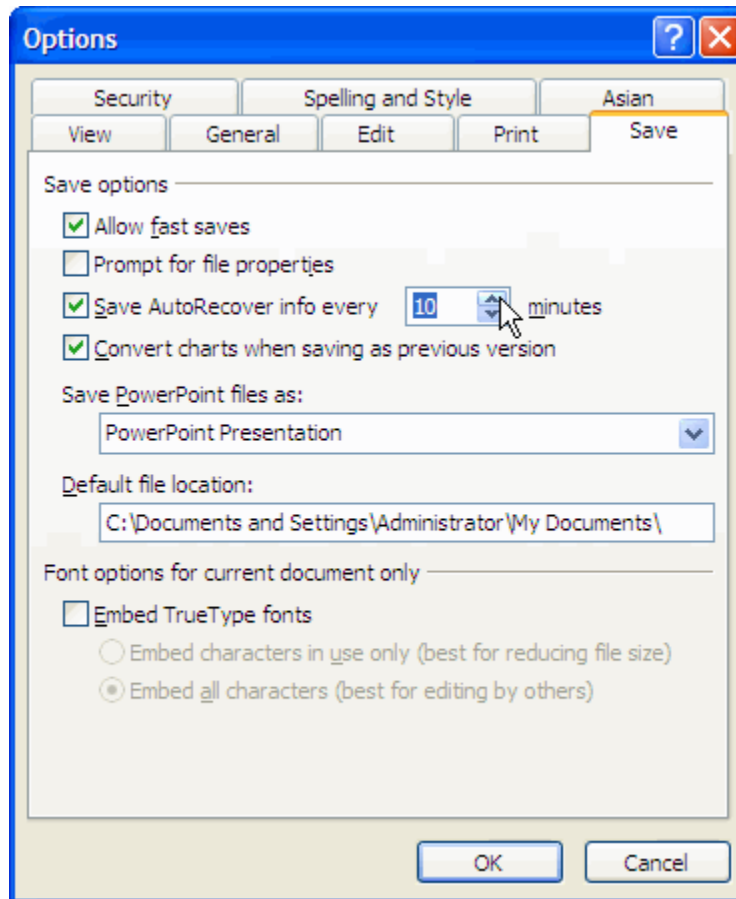 Options
Security Spelling and Style Asian
View General Edit Print Save
Save options
Allow fast saves
Prompt for file properties
Save AutoRecover info every 10 minutes
Convert charts when saving as previous version
Save PowerPoint files as:
PowerPoint Presentation
Default file location:
C:\Documents and Settings\Administrator\My Documents\
Font options for current document only
Embed TrueType fonts
Embed characters in use only (best for reducing file size)
Embed all characters (best for editing by others)
OK Cancel